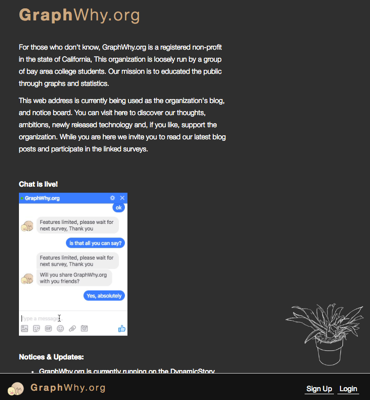 GraphWhy.org
For those who don't know, GraphWhy.org is a registered non-profit
in the state of California, This organization is loosely run by a group
of bay area college students. Our mission is to educated the public
through graphs and statistics.
This web address is currently being used as the organization's blog,
and notice board. You can visit here to discover our thoughts,
ambitions, newly released technology and, if you like, support the
organization. While you are here we invite you to read our latest blog
posts and participate in the linked surveys.
Chat is live!
GraphWhy.org
ok
Features limited, please wait for
next survey, Thank you
Is that all you can say?
Features limited, please wait for
next survey, Thank you
Will you share GraphWhy.org
with you friends?
Yes, absolutely
Type a message...
Notices & Updates:
GraphWhy.org is currently running on the DynamicStory
GraphWhy.org
Sign Up
Login